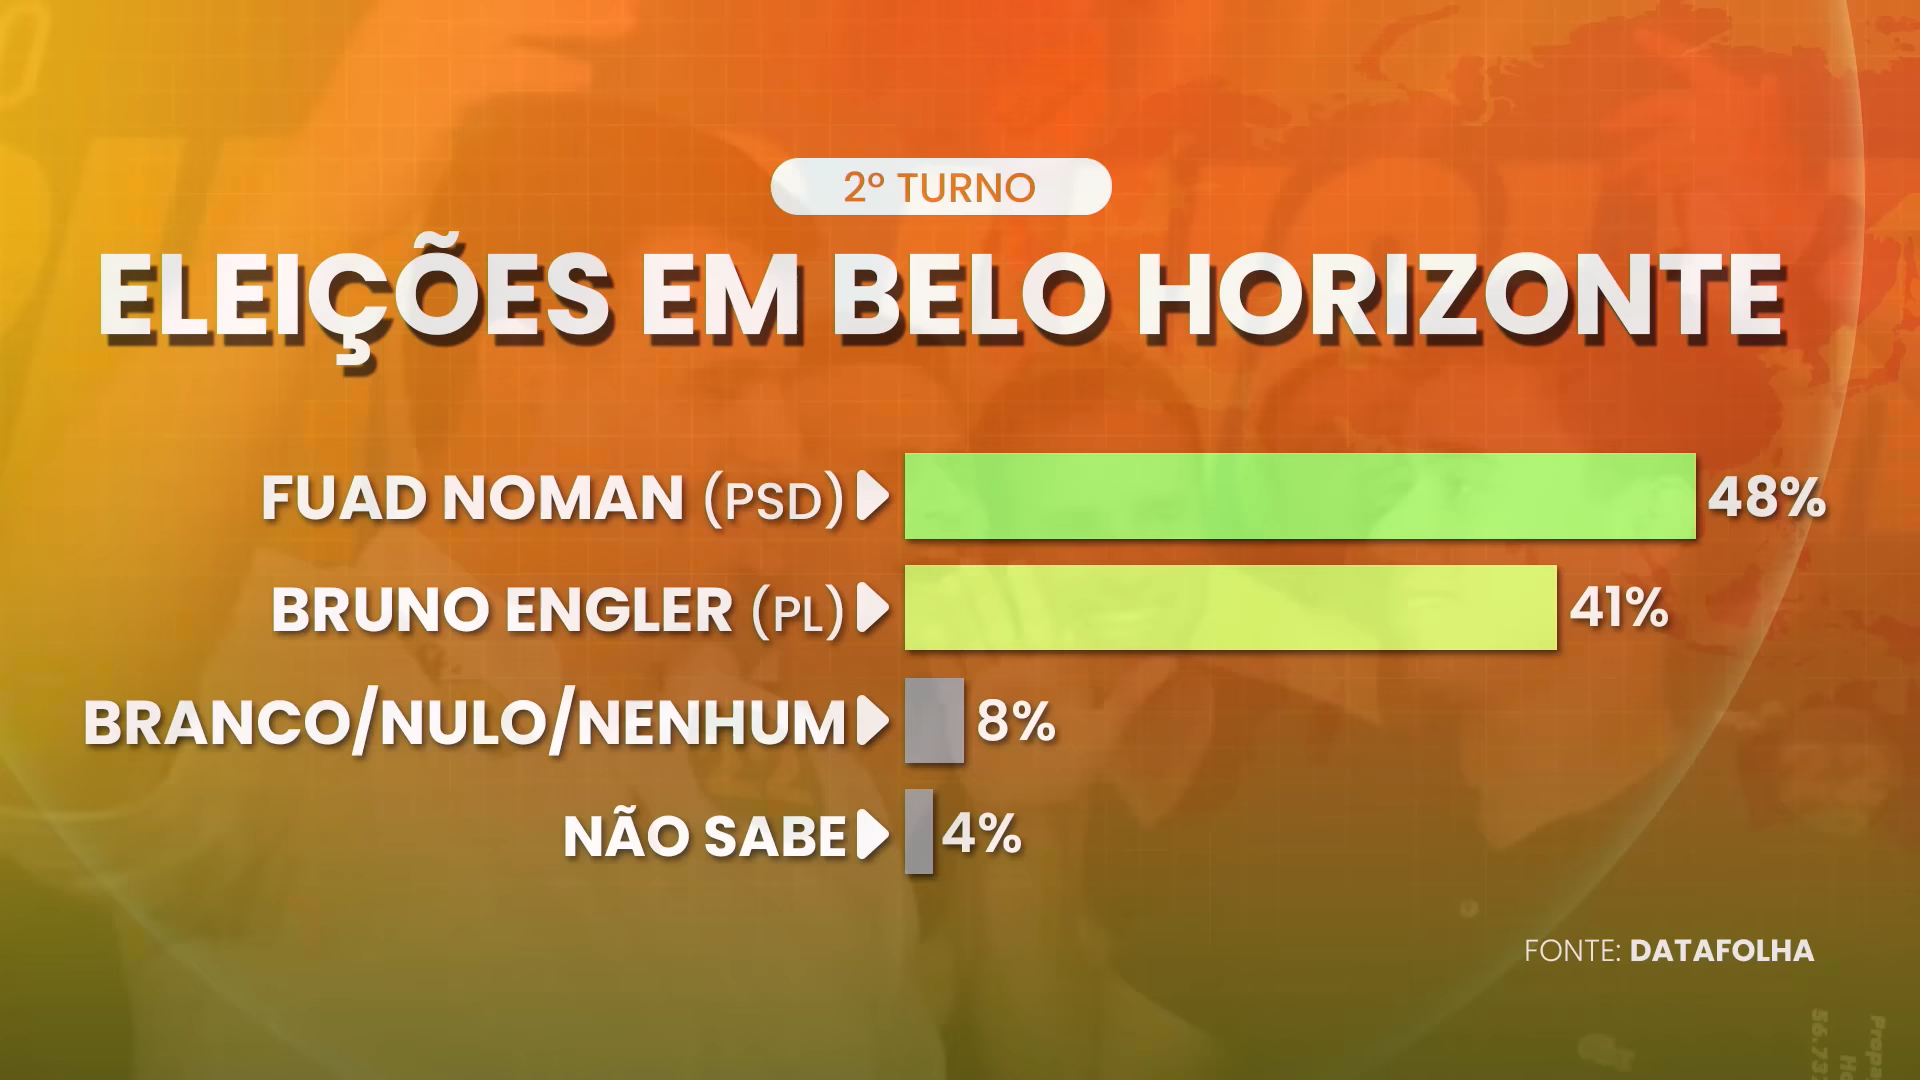 2º TURNO
ELEIÇÕES EM BELO HORIZONTE
FUAD NOMAN (PSD) 48%
BRUNO ENGLER (PL) 41%
BRANCO/NULO/NENHUM 8%
NÃO SABE 4%
FONTE: DATAFOLHA